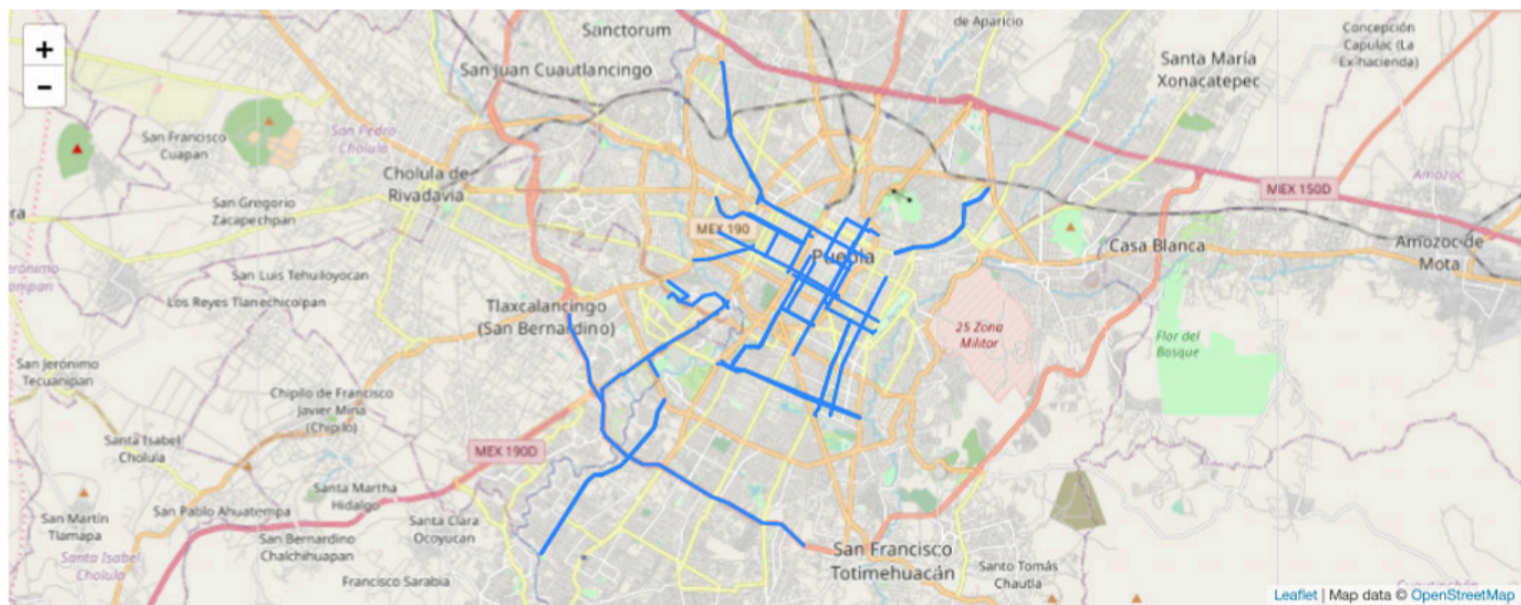 +
−
Sanctorum
de Aparicio
Concepción
Capulac (La
Ex-hacienda)
San Juan Cuautlancingo
Santa María
Xonacatepec
San Francisco
Cuapan
San Pedro
Cholula
Cholula de
Rivadavia
MEX 150D
Amozoc
San Gregorio
Zacapechpan
ra
MEX 190
Puebla
Casa Blanca
Amozoc de
Mota
San Luis Tehuiloyocan
Los Reyes Tlanechicolpan
Tlaxcalancingo
(San Bernardino)
25 Zona
Militar
Flor del
Bosque
San Jerónimo
Tecuanipan
Chipilo de Francisco
Javier Mina
(Chipilo)
Santa Isabel
Cholula
MEX 190D
Santa Martha
Hidalgo
San Pablo Ahuatempa
Santa Clara
Ocoyucan
San Martín
Tlamapa
San Bernardino
Chalchihuapan
Santa Isabel
Cholula
Francisco Sarabia
San Francisco
Totimehuacán
Santo Tomás
Chautla
Leaflet | Map data © OpenStreetMap